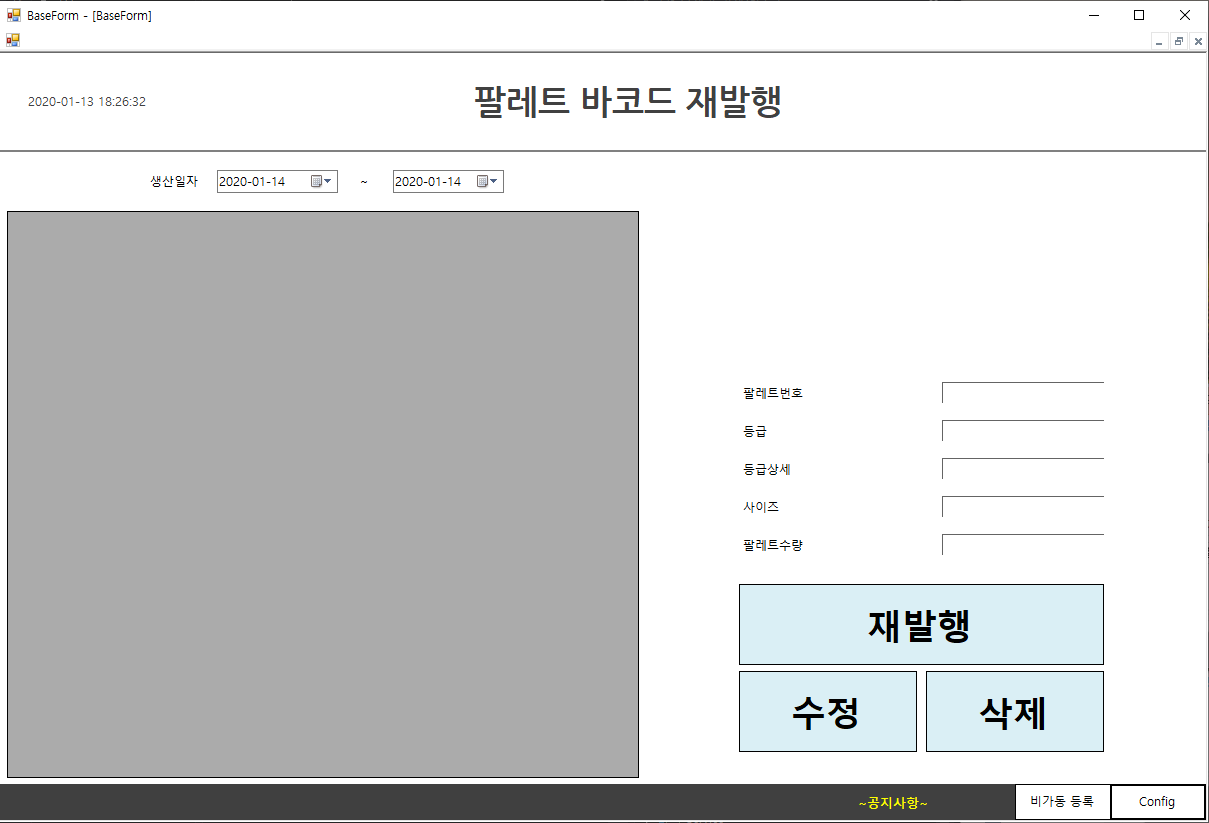 BaseForm - [BaseForm]
2020-01-13 18:26:32
팔레트 바코드 재발행
생산일자 2020-01-14 ~ 2020-01-14
팔레트번호
등급
등급상세
사이즈
팔레트수량
재발행
수정 삭제
~공지사항~ 비가동 등록 Config